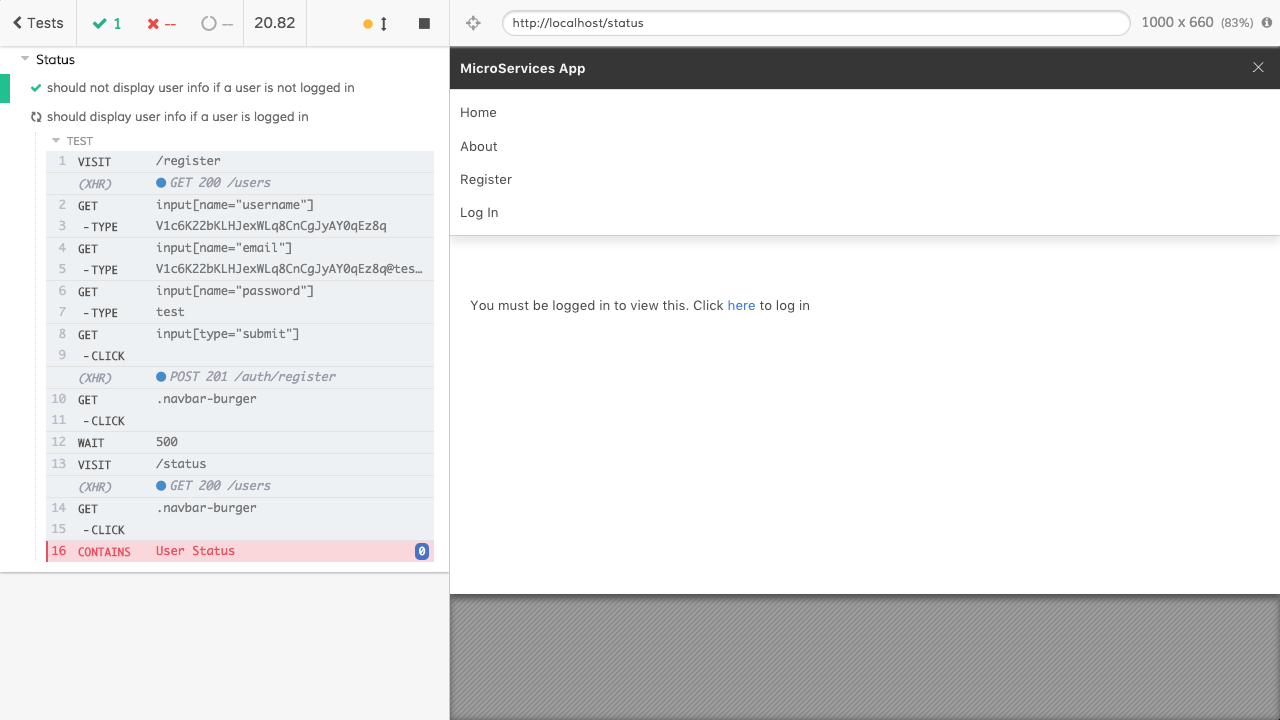 Tests 1 -- -- 20.82
http://localhost/status 1000 x 660 (83%)
Status
should not display user info if a user is not logged in
should display user info if a user is logged in
TEST
1 VISIT /register
(XHR) GET 200 /users
2 GET input[name="username"]
3 -TYPE V1c6K22bKLHJexWLq8CnCgJyAY0qEz8q
4 GET input[name="email"]
5 -TYPE V1c6K22bKLHJexWLq8CnCgJyAY0qEz8q@tes…
6 GET input[name="password"]
7 -TYPE test
8 GET input[type="submit"]
9 -CLICK
(XHR) POST 201 /auth/register
10 GET .navbar-burger
11 -CLICK
12 WAIT 500
13 VISIT /status
(XHR) GET 200 /users
14 GET .navbar-burger
15 -CLICK
16 CONTAINS User Status 0
MicroServices App
Home
About
Register
Log In
You must be logged in to view this. Click here to log in